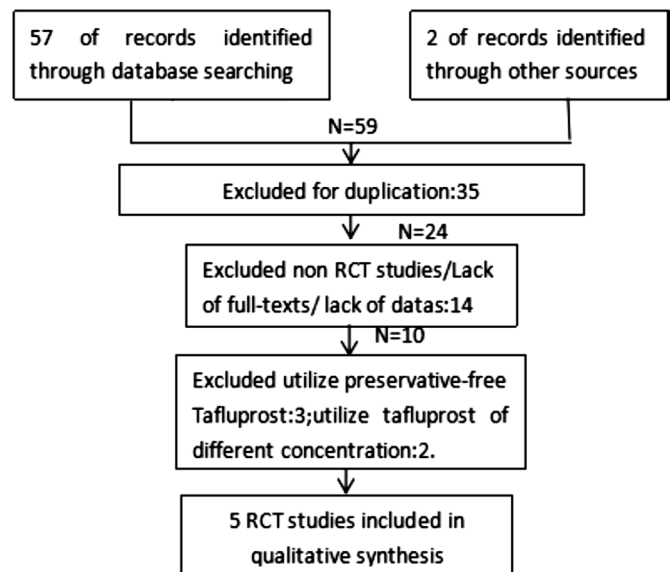 57 of records identified
through database searching
2 of records identified
through other sources
N=59
Excluded for duplication:35
N=24
Excluded non RCT studies/Lack
of full-texts/ lack of datas:14
N=10
Excluded utilize preservative-free
Tafluprost:3;utilize tafluprost of
different concentration:2.
5 RCT studies included in
qualitative synthesis